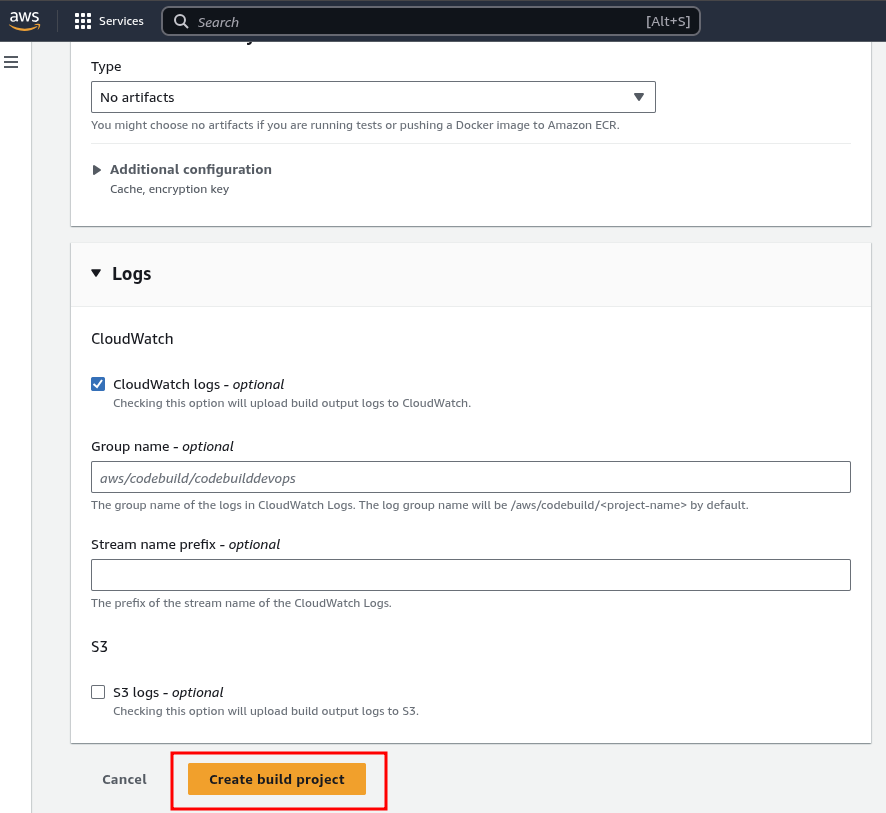 aws
Services
Search
[Alt+S]
Type
No artifacts
You might choose no artifacts if you are running tests or pushing a Docker image to Amazon ECR.
Additional configuration
Cache, encryption key
Logs
CloudWatch
CloudWatch logs - optional
Checking this option will upload build output logs to CloudWatch.
Group name - optional
aws/codebuild/codebuilddevops
The group name of the logs in CloudWatch Logs. The log group name will be /aws/codebuild/<project-name> by default.
Stream name prefix - optional
The prefix of the stream name of the CloudWatch Logs.
S3
S3 logs - optional
Checking this option will upload build output logs to S3.
Cancel
Create build project